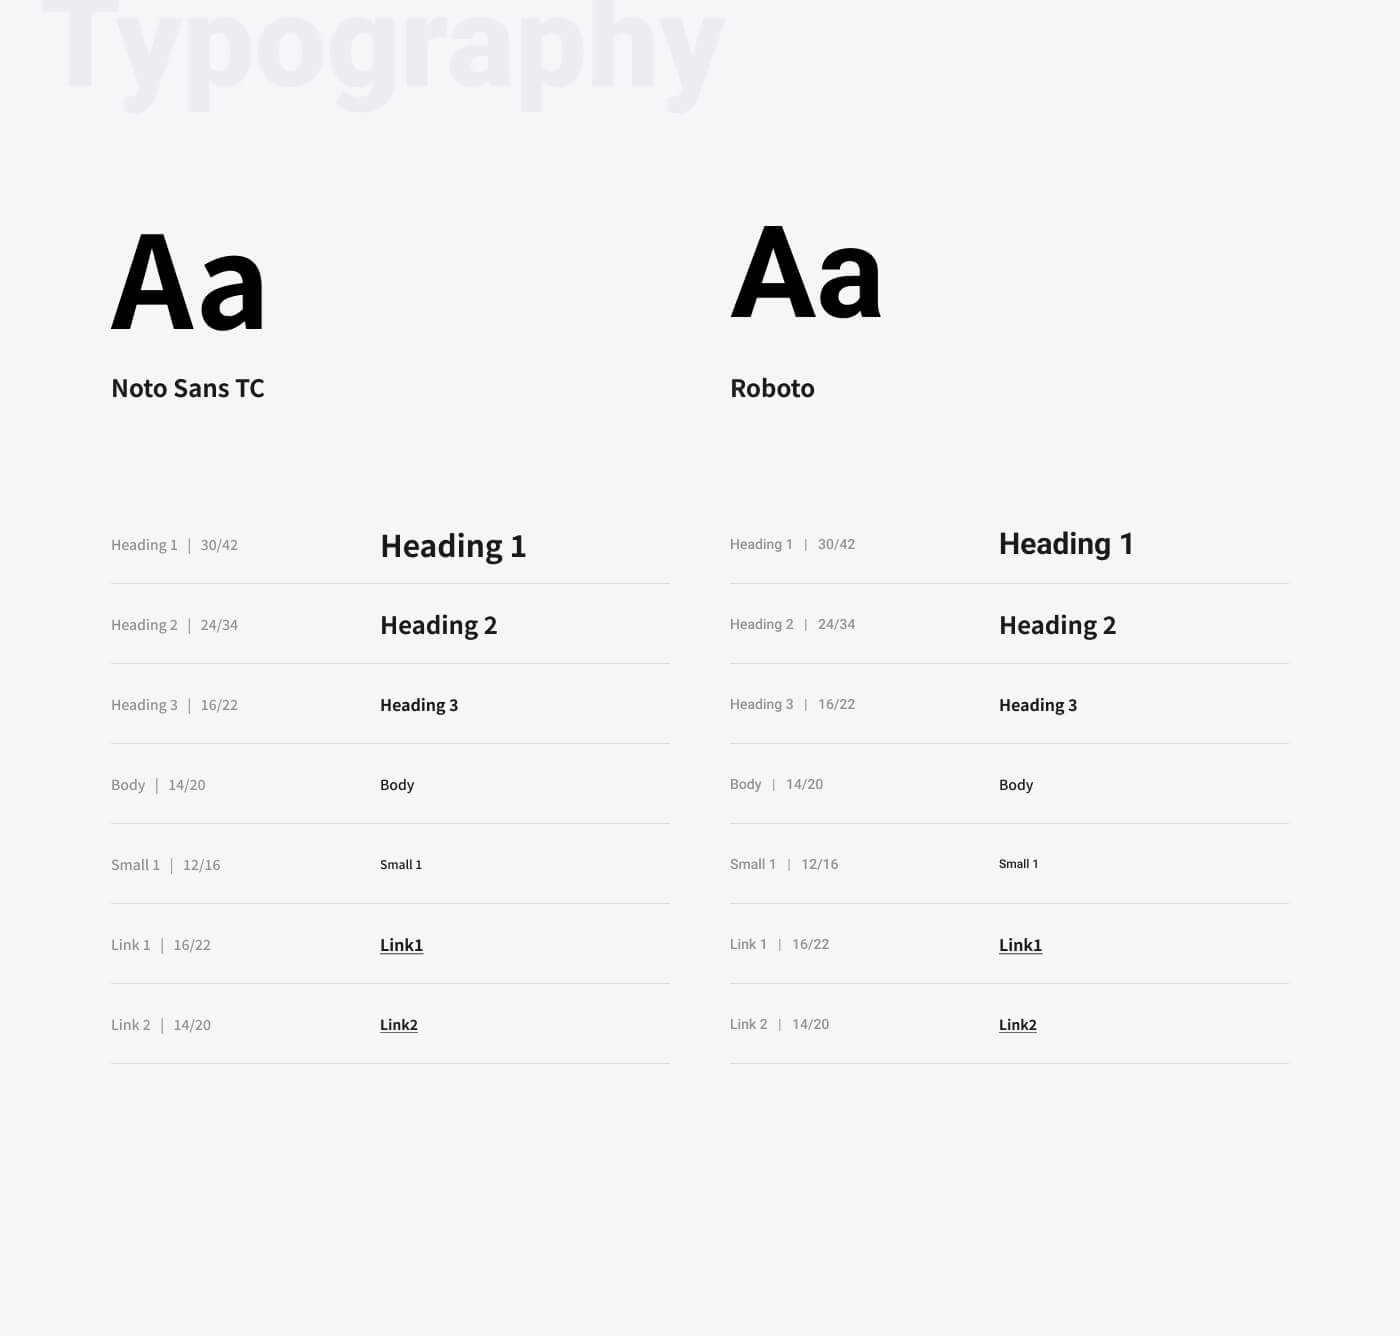 Typography
Aa
Noto Sans TC
Heading 1 | 30/42 Heading 1
Heading 2 | 24/34 Heading 2
Heading 3 | 16/22 Heading 3
Body | 14/20 Body
Small 1 | 12/16 Small 1
Link 1 | 16/22 Link1
Link 2 | 14/20 Link2
Aa
Roboto
Heading 1 | 30/42 Heading 1
Heading 2 | 24/34 Heading 2
Heading 3 | 16/22 Heading 3
Body | 14/20 Body
Small 1 | 12/16 Small 1
Link 1 | 16/22 Link1
Link 2 | 14/20 Link2